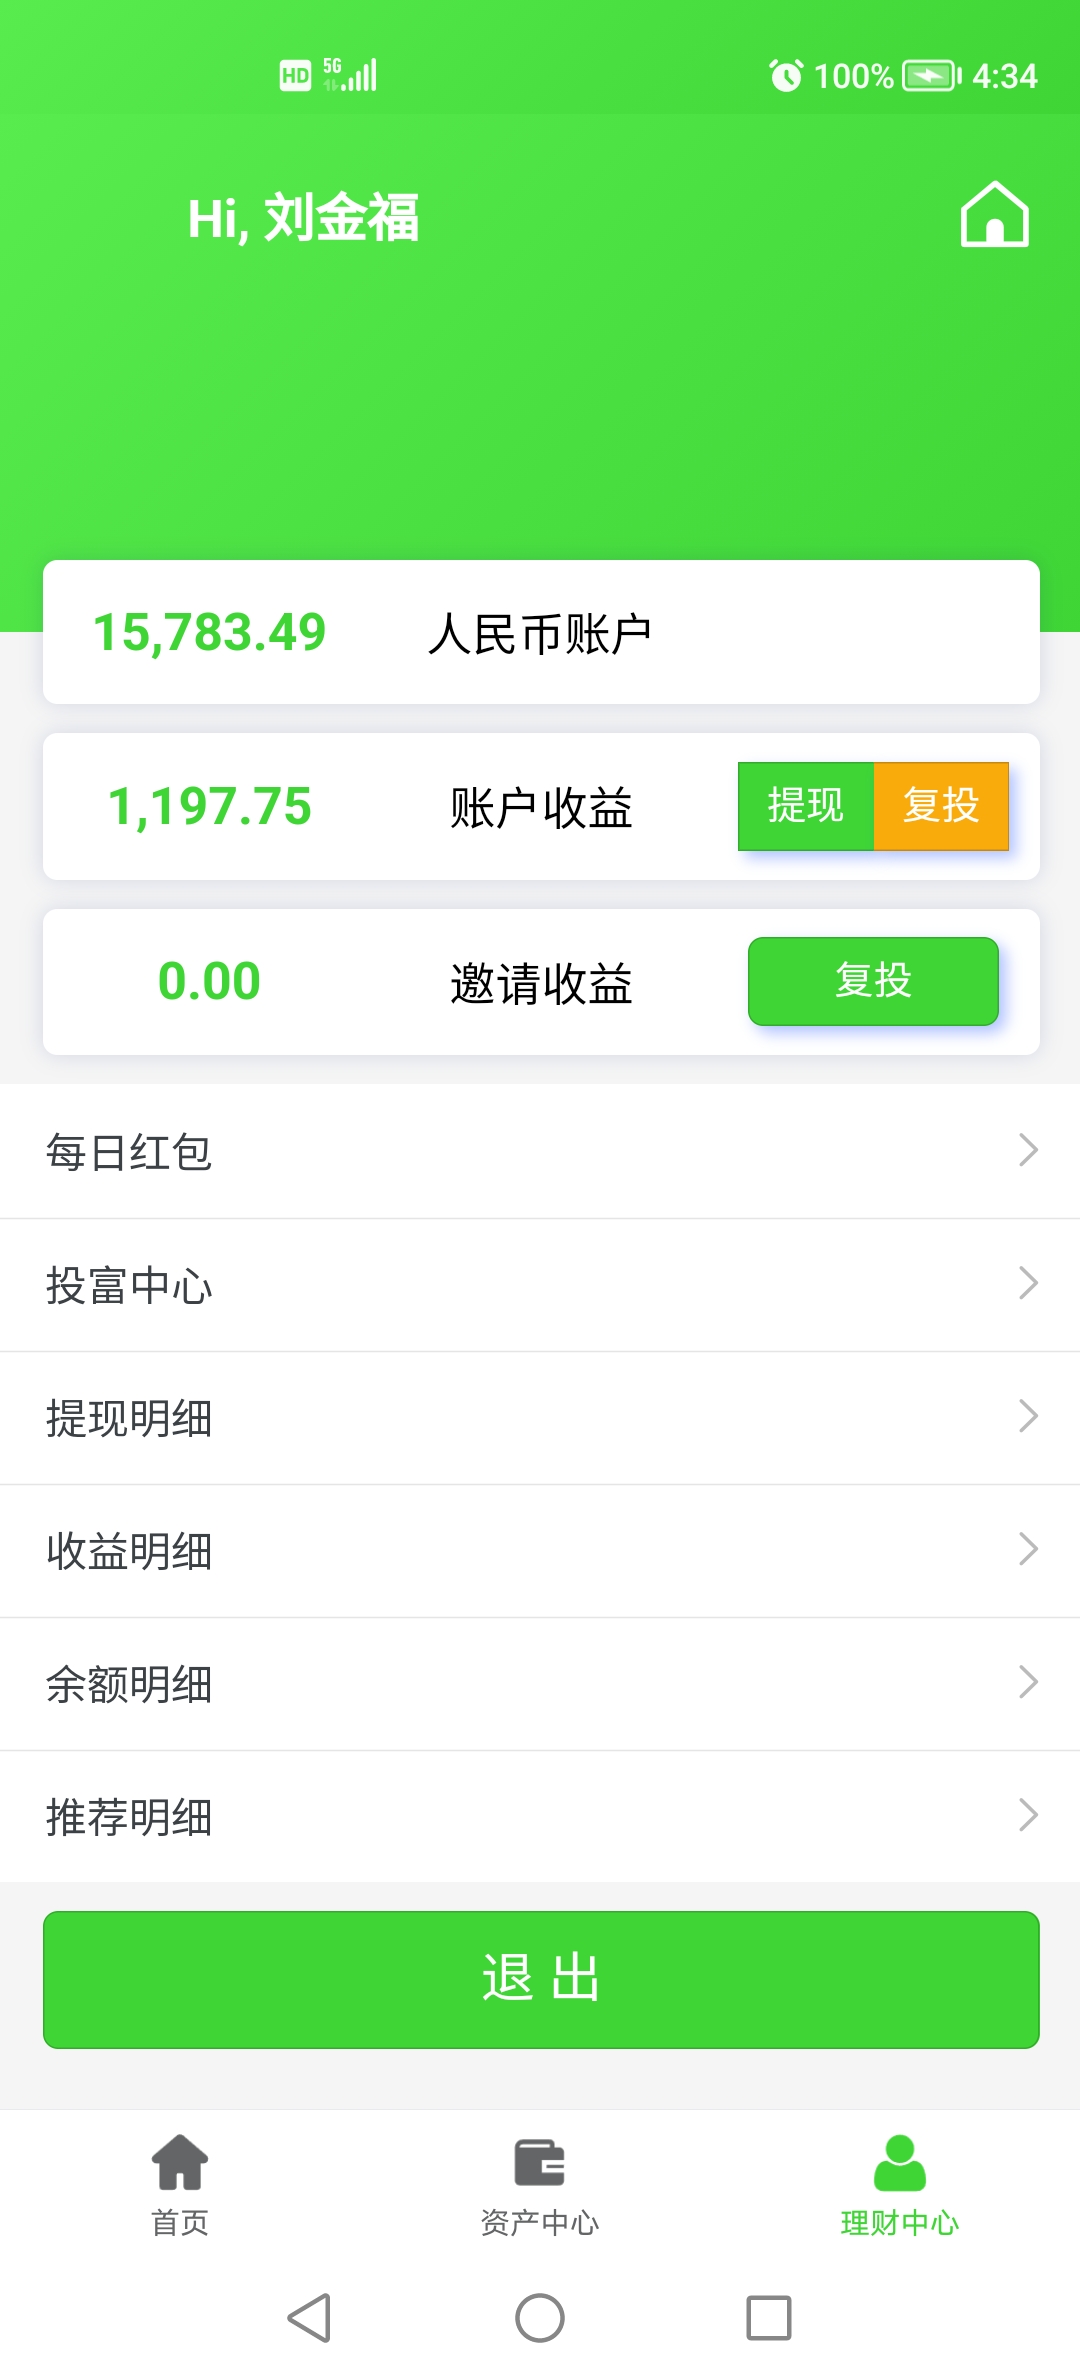 HD 5G 100% 4:34
Hi, 刘金福
15,783.49 人民币账户
1,197.75 账户收益 提现 复投
0.00 邀请收益 复投
每日红包
投富中心
提现明细
收益明细
余额明细
推荐明细
退 出
首页 资产中心 理财中心